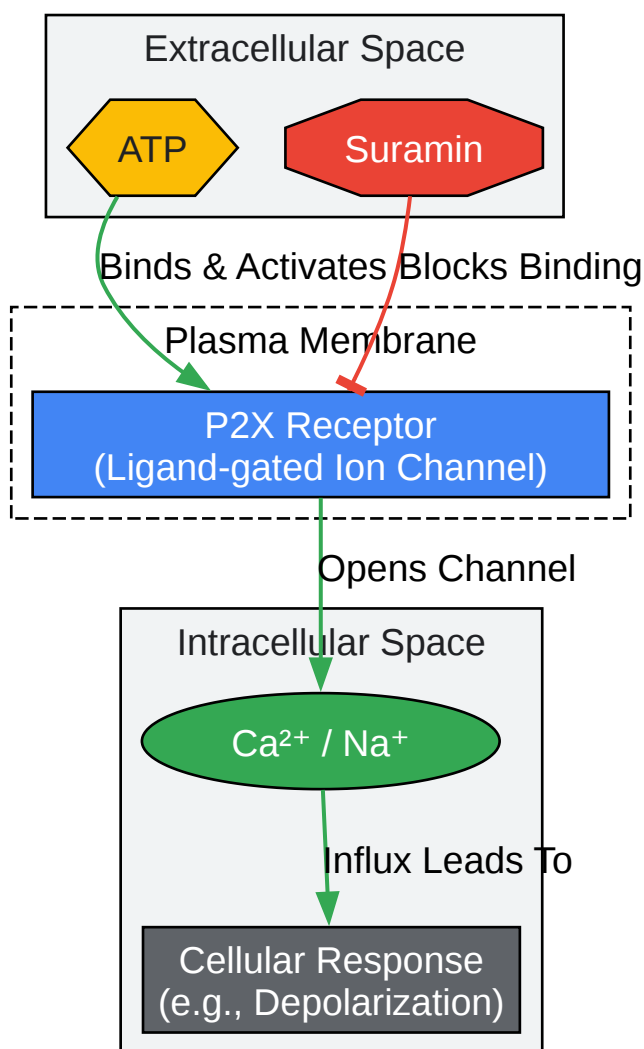 Extracellular Space
ATP
Suramin
Binds & Activates
Blocks Binding
Plasma Membrane
P2X Receptor
(Ligand-gated Ion Channel)
Opens Channel
Intracellular Space
Ca²⁺ / Na⁺
Influx Leads To
Cellular Response
(e.g., Depolarization)